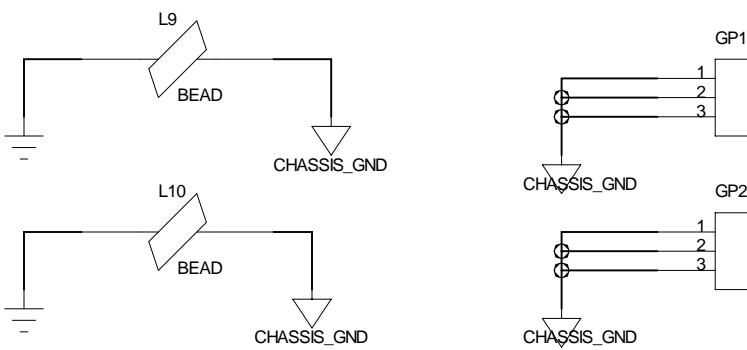 L9
BEAD
CHASSIS_GND
L10
BEAD
CHASSIS_GND
GP1
1
2
3
CHASSIS_GND
GP2
1
2
3
CHASSIS_GND